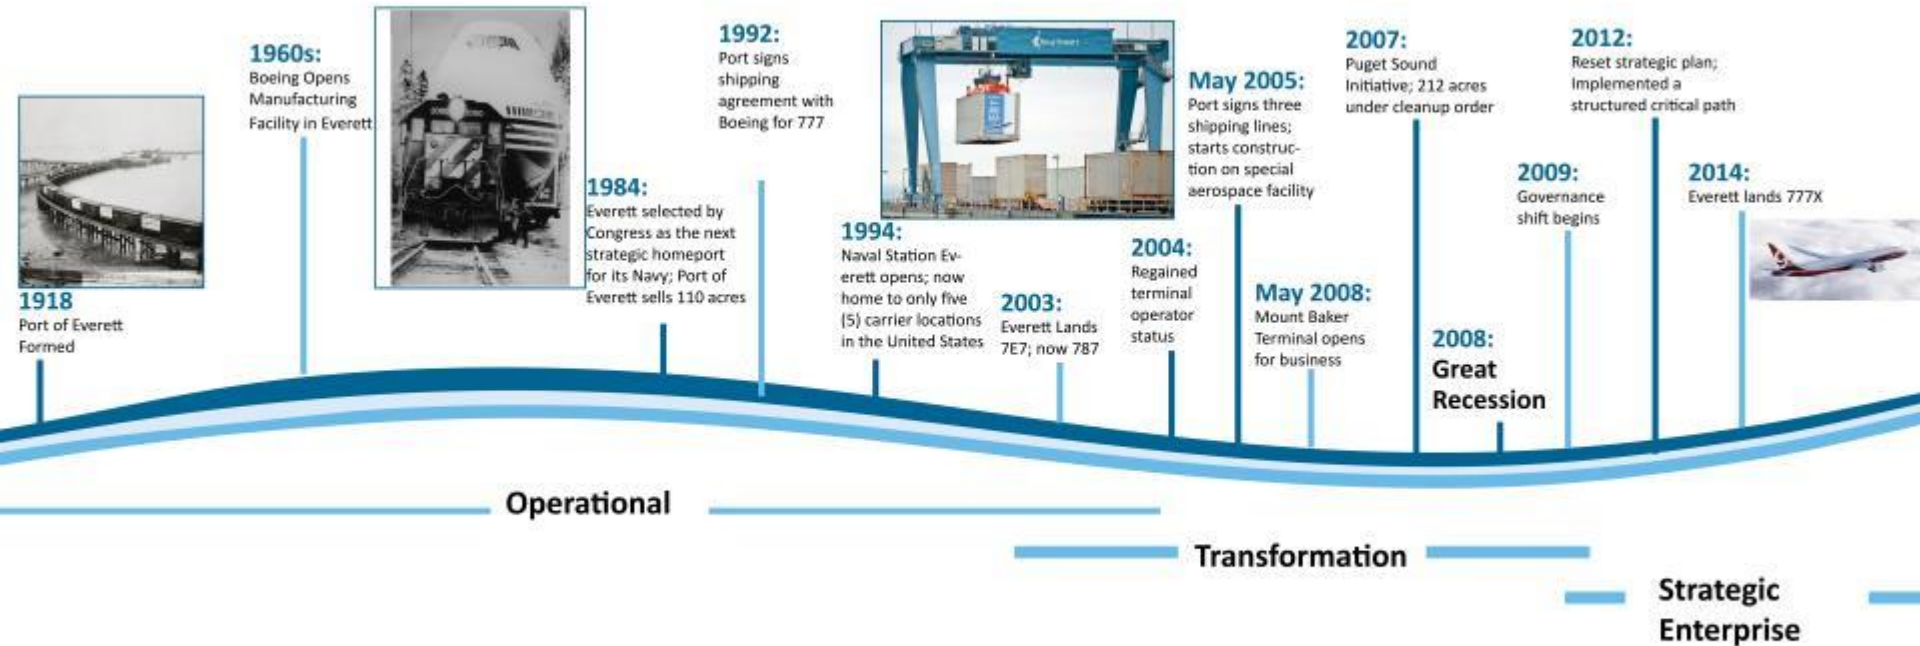 1918
Port of Everett
Formed
1960s:
Boeing Opens
Manufacturing
Facility in Everett
1984:
Everett selected by
Congress as the next
strategic homeport
for its Navy; Port of
Everett sells 110 acres
1992:
Port signs
shipping
agreement with
Boeing for 777
1994:
Naval Station Ev-
erett opens; now
home to only five
(5) carrier locations
in the United States
2003:
Everett Lands
7E7; now 787
2004:
Regained
terminal
operator
status
May 2005:
Port signs three
shipping lines;
starts construc-
tion on special
aerospace facility
May 2008:
Mount Baker
Terminal opens
for business
2007:
Puget Sound
Initiative; 212 acres
under cleanup order
2008:
Great
Recession
2009:
Governance
shift begins
2012:
Reset strategic plan;
Implemented a
structured critical path
2014:
Everett lands 777X
Operational
Transformation
Strategic
Enterprise